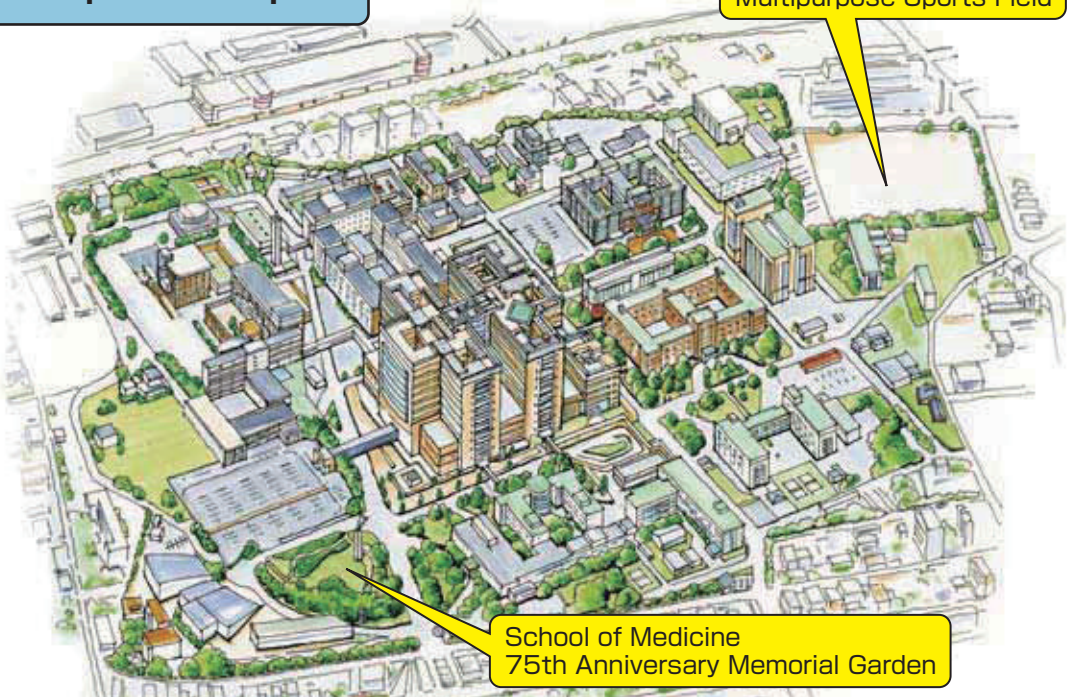 Multipurpose Sports Field
School of Medicine
75th Anniversary Memorial Garden